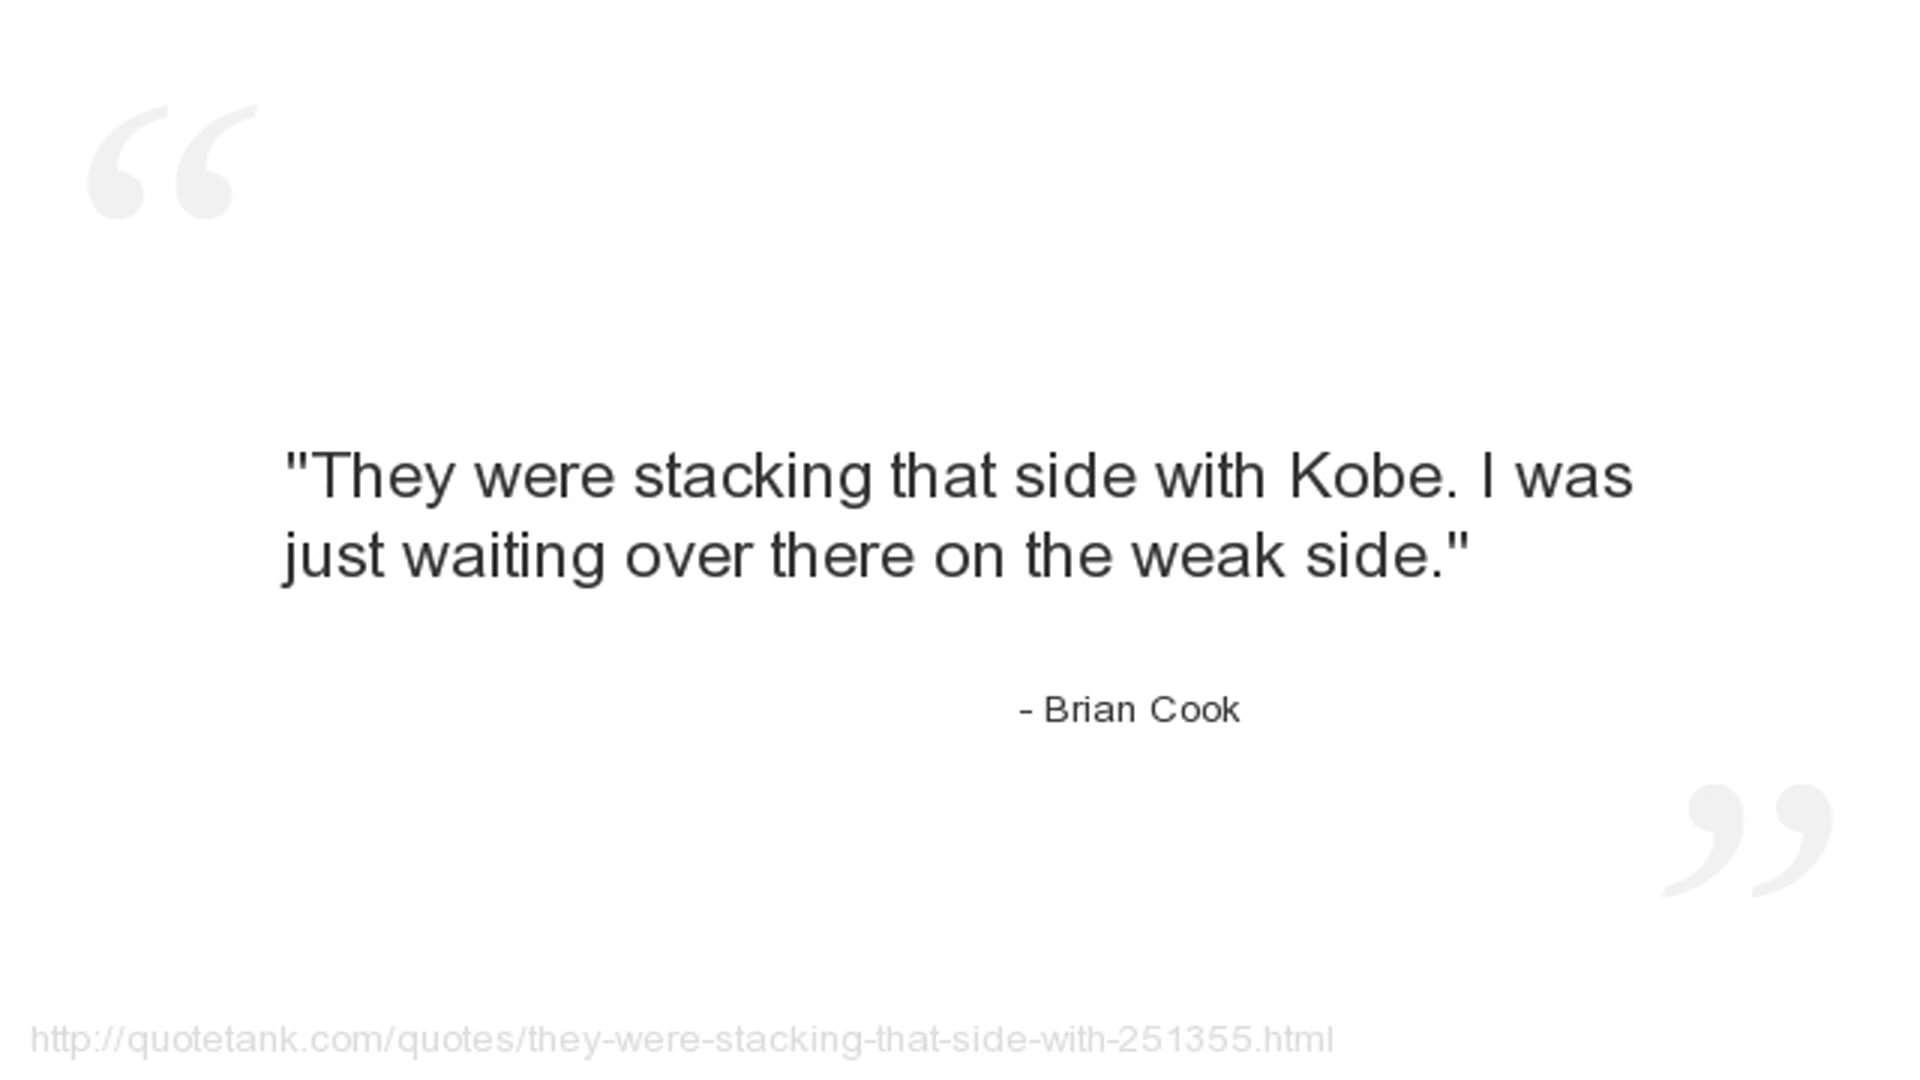 "They were stacking that side with Kobe. I was
just waiting over there on the weak side."
- Brian Cook
http://quotetank.com/quotes/they-were-stacking-that-side-with-251355.html